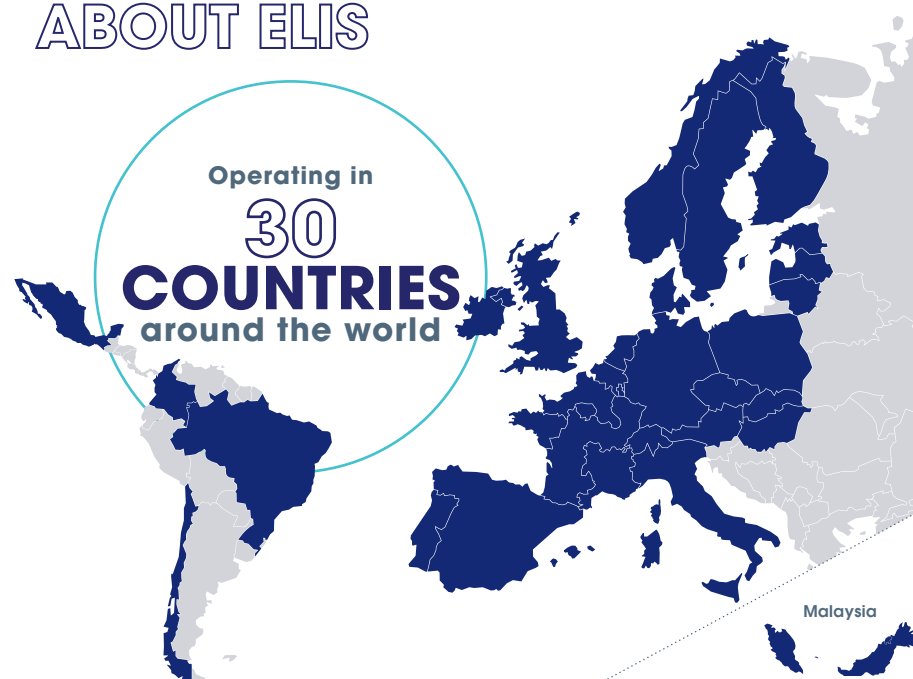 ABOUT ELIS
Operating in
30
COUNTRIES
around the world
Malaysia